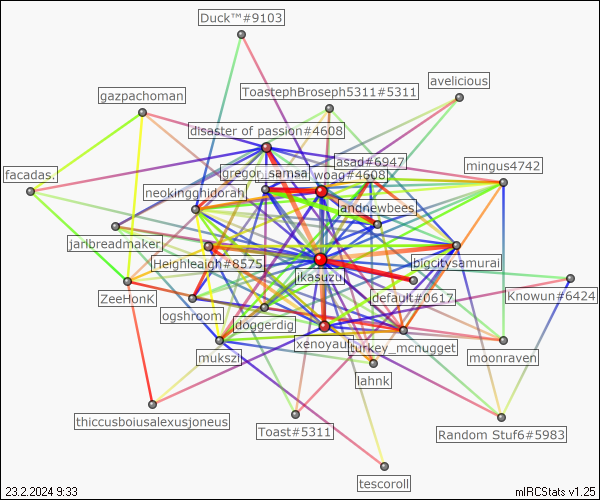 Duck™#9103
avelicious
ToastephBroseph5311#5311
gazpachoman
disaster of passion#4608
asad#6947
mingus4742
facadas.
gregor_samsa
woag#4608
neokingghidorah
andnewbees
jarlbreadmaker
Heighleaigh#8575
bigcitysamurai
ikasuzu
ZeeHonK
default#0617
Knowun#6424
ogshroom
doggerdig
xenoyau
turkey_mcnugget
mukszi
moonraven
lahnk
thiccusboiusalexusjoneus
Toast#5311
Random Stuf6#5983
tescoroll
23.2.2024 9:33
mIRCStats v1.25